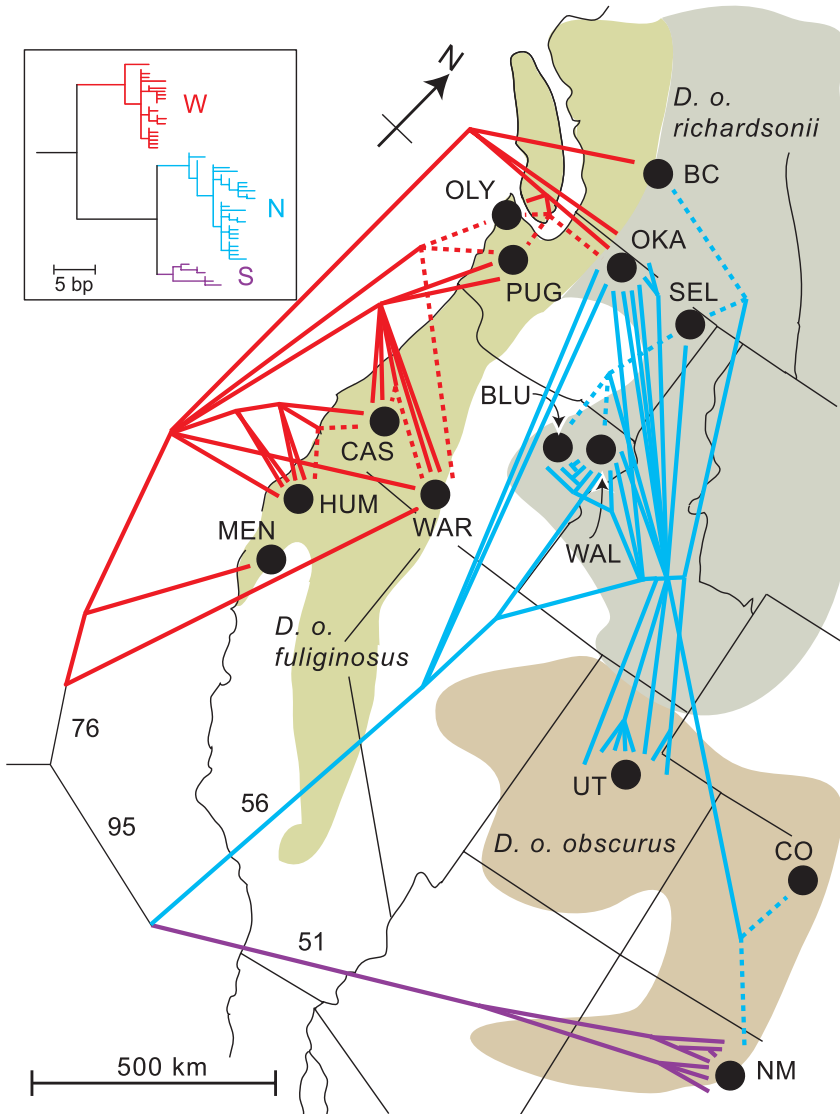 W
N
S
5 bp
N
D. o.
richardsonii
BC
OLY
OKA
PUG
SEL
BLU
CAS
HUM
WAR
MEN
WAL
D. o.
fuliginosus
76
95
56
UT
D. o. obscurus
CO
51
500 km
NM